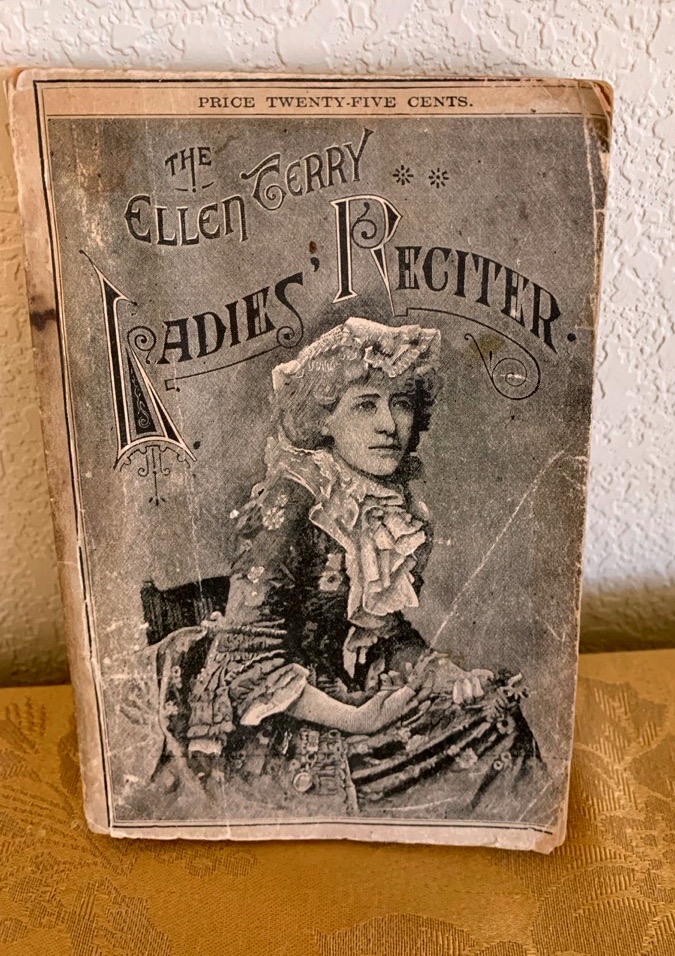 PRICE TWENTY-FIVE CENTS.
THE
ELLEN TERRY
LADIES' RECITER.